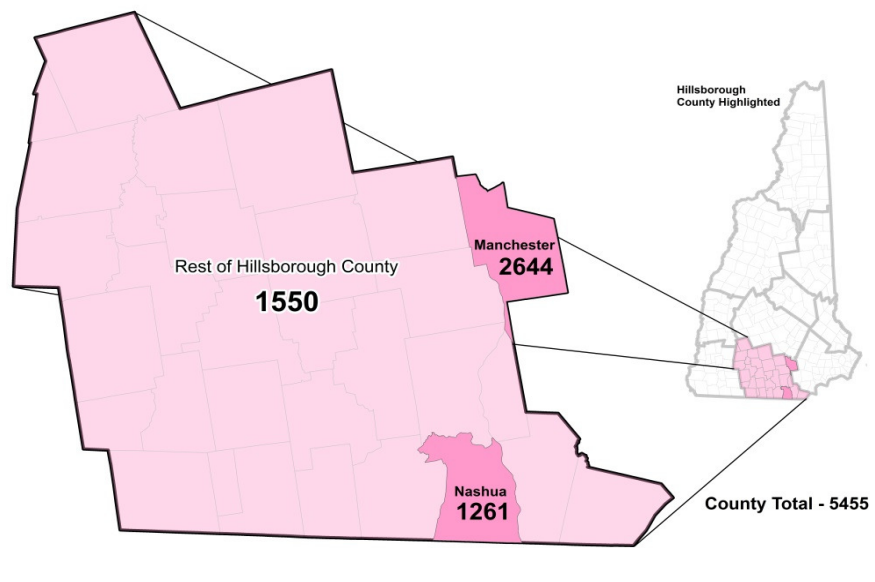 Hillsborough
County Highlighted
Manchester
2644
Rest of Hillsborough County
1550
Nashua
1261
County Total - 5455